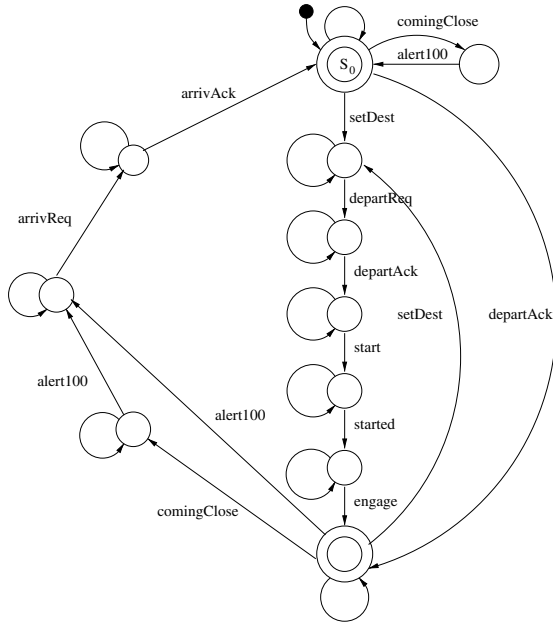 comingClose
alert100
S0
arrivAck
setDest
departReq
arrivReq
departAck
setDest
departAck
start
alert100
alert100
started
engage
comingClose